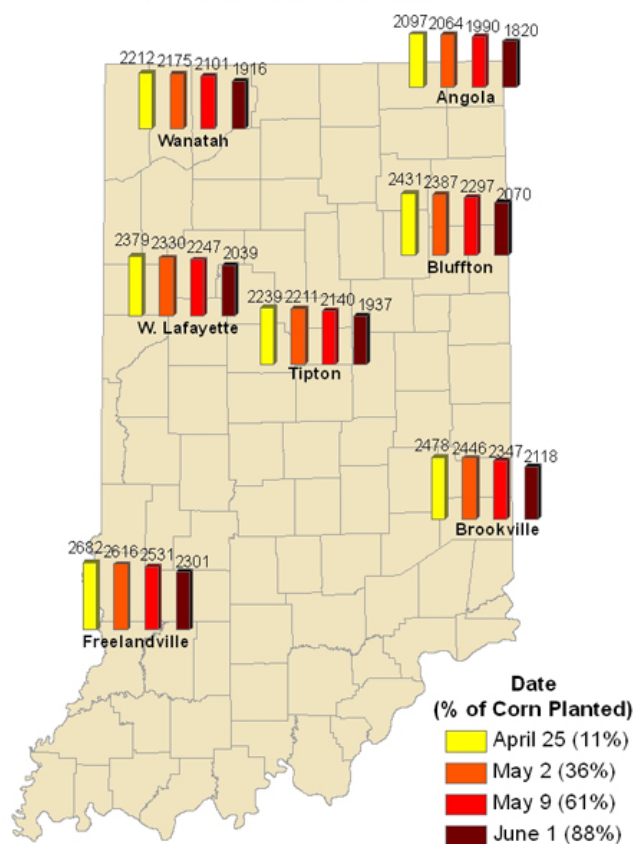 2097 2064 1990 1820
Angola
2212 2175 2101 1916
Wanatah
2431 2387 2297 2070
Bluffton
2379 2330 2247 2039
W. Lafayette
2239 2211 2140 1937
Tipton
2478 2446 2347 2118
Brookville
2682 2616 2531 2301
Freelandville
Date
(% of Corn Planted)
April 25 (11%)
May 2 (36%)
May 9 (61%)
June 1 (88%)